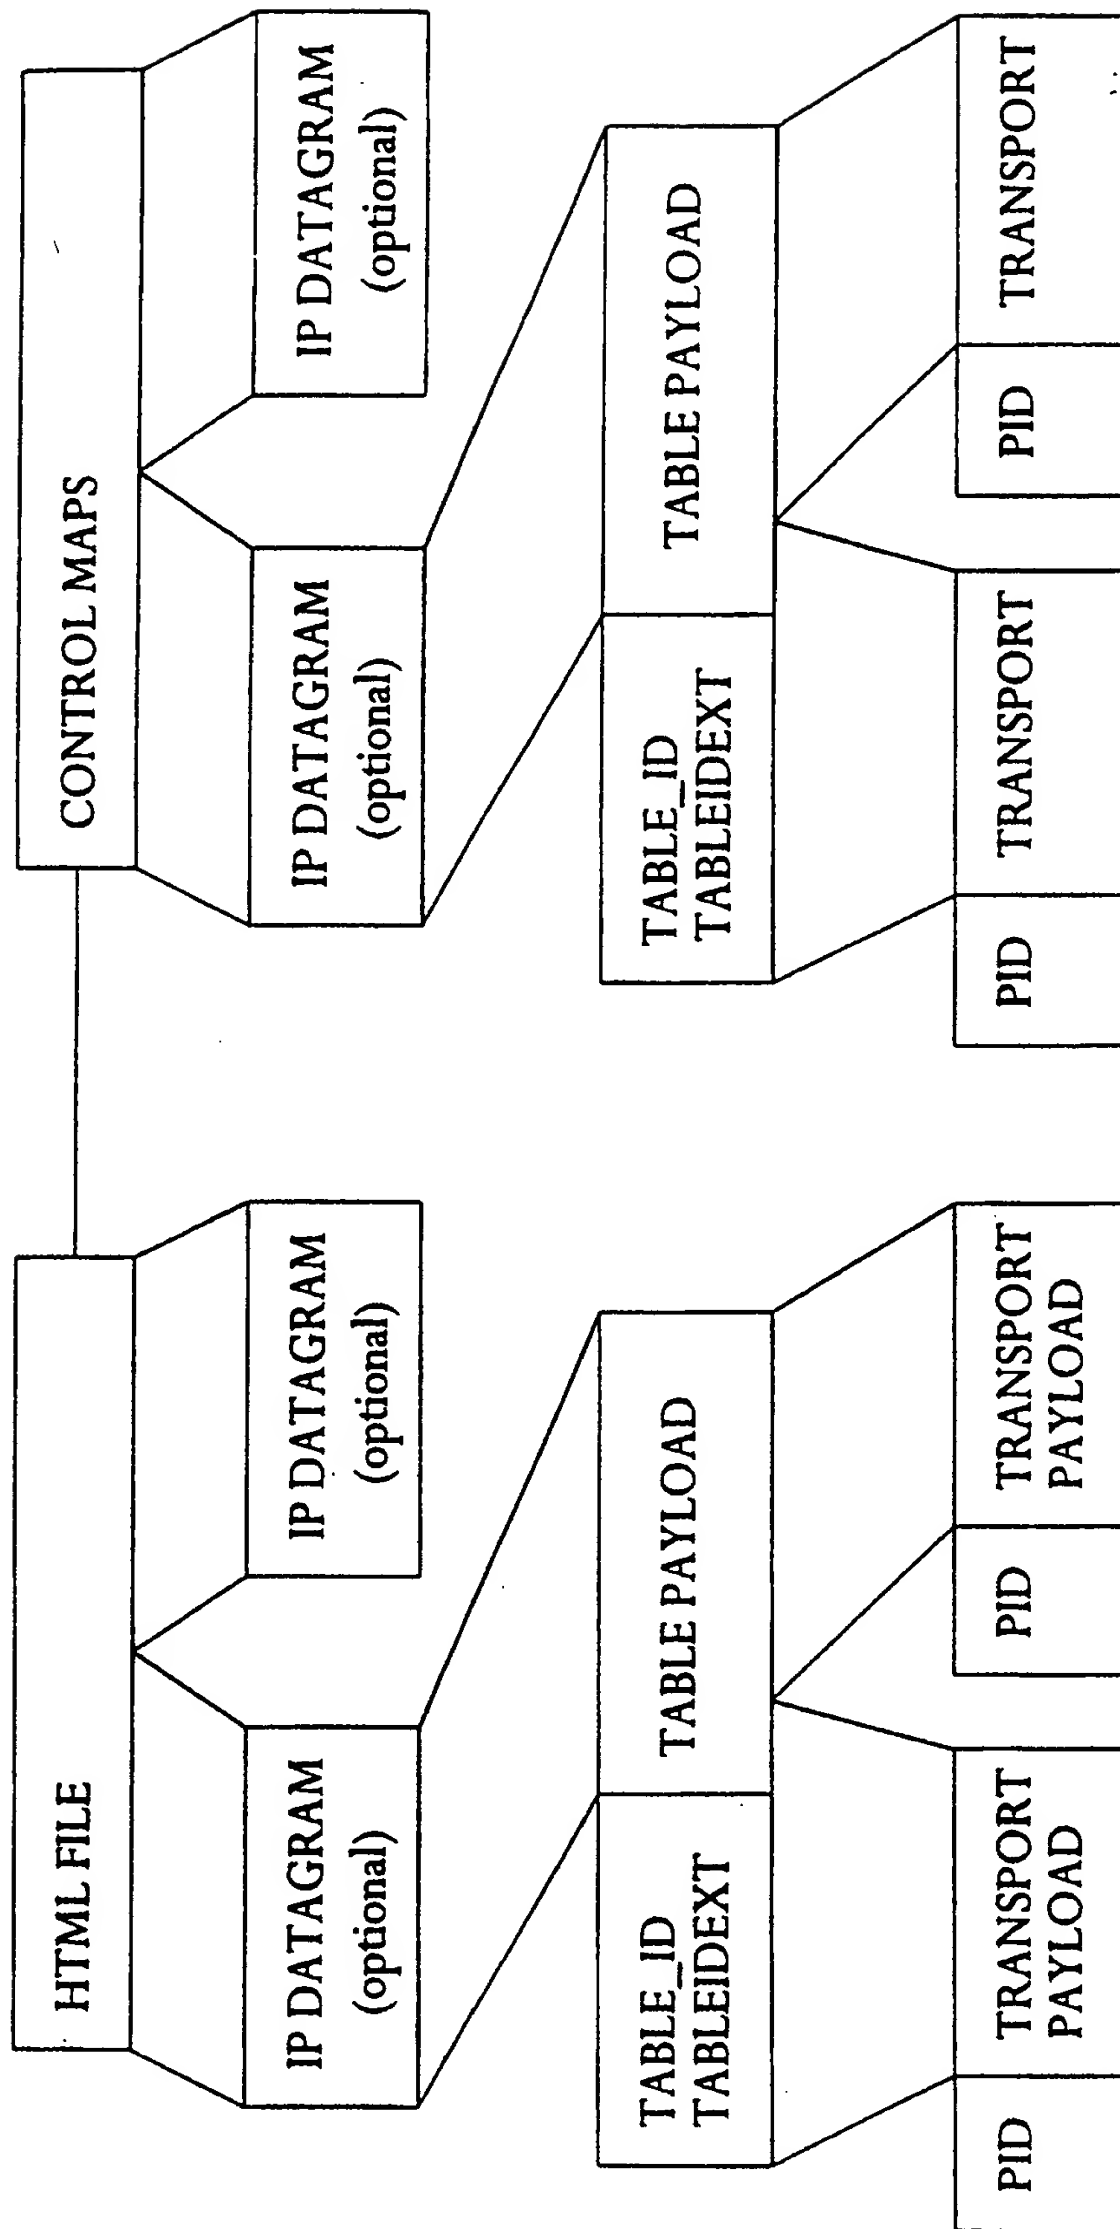 HTML FILE
CONTROL MAPS
IP DATAGRAM
(optional)
IP DATAGRAM
(optional)
IP DATAGRAM
(optional)
IP DATAGRAM
(optional)
TABLE_ID
TABLEIDEXT
TABLE PAYLOAD
TABLE_ID
TABLEIDEXT
TABLE PAYLOAD
PID
TRANSPORT
PAYLOAD
PID
TRANSPORT
PAYLOAD
PID
TRANSPORT
PID
TRANSPORT